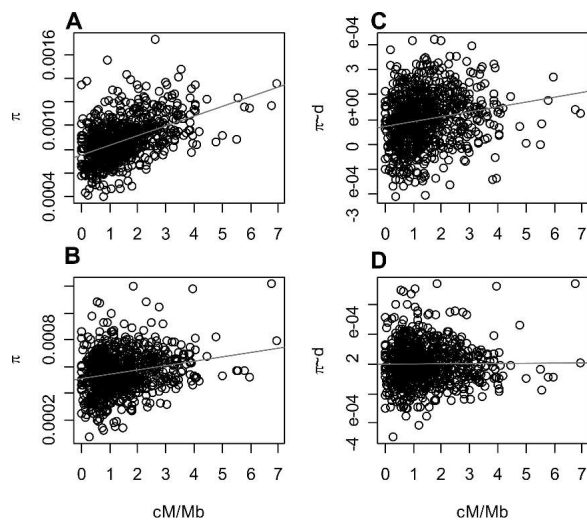 A
π
0.0004 0.0010 0.0016
0 1 2 3 4 5 6 7
C
π~d
-3 e-04 0 e+00 3 e-04
0 1 2 3 4 5 6 7
B
π
0.0002 0.0008
0 1 2 3 4 5 6 7
cM/Mb
D
π~d
-4 e-04 2 e-04
0 1 2 3 4 5 6 7
cM/Mb